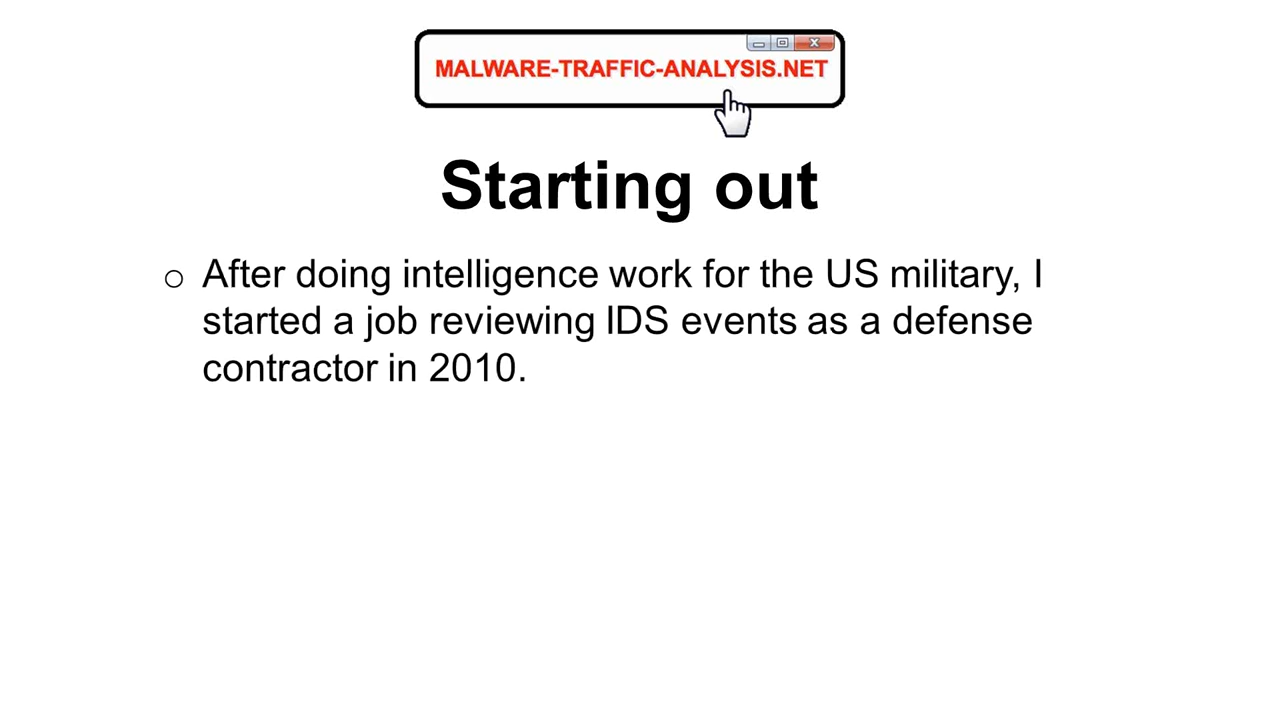 MALWARE-TRAFFIC-ANALYSIS.NET
Starting out
After doing intelligence work for the US military, I
started a job reviewing IDS events as a defense
contractor in 2010.